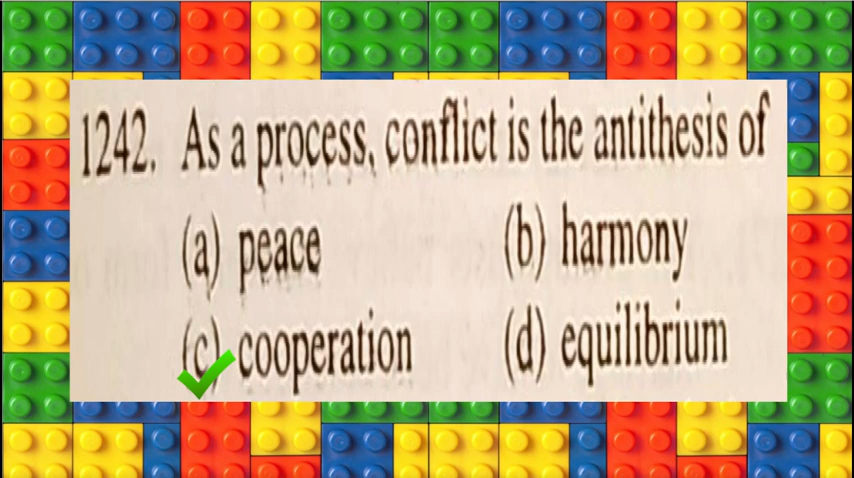 1242. As a process, conflict is the antithesis of
(a) peace (b) harmony
(c) cooperation (d) equilibrium